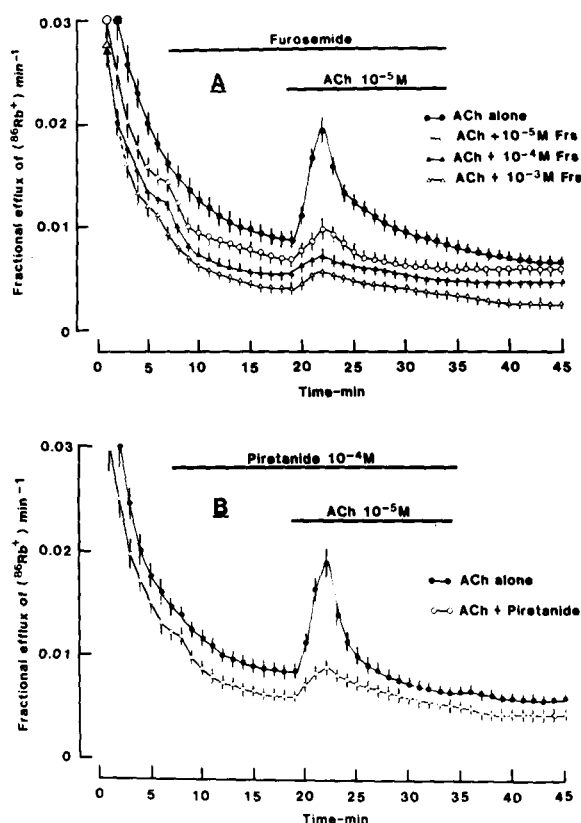 0.03
0.02
0.01
0
Fractional efflux of (⁸⁶Rb⁺) min⁻¹
Furosemide
A
ACh 10⁻⁵M
ACh alone
ACh +10⁻⁵M Frs
ACh + 10⁻⁴M Frs
ACh + 10⁻³M Frs
0 5 10 15 20 25 30 35 40 45
Time-min
0.03
0.02
0.01
0
Fractional efflux of (⁸⁶Rb⁺) min⁻¹
Piretanide 10⁻⁴M
B
ACh 10⁻⁵M
ACh alone
ACh + Piretanide
0 5 10 15 20 25 30 35 40 45
Time-min